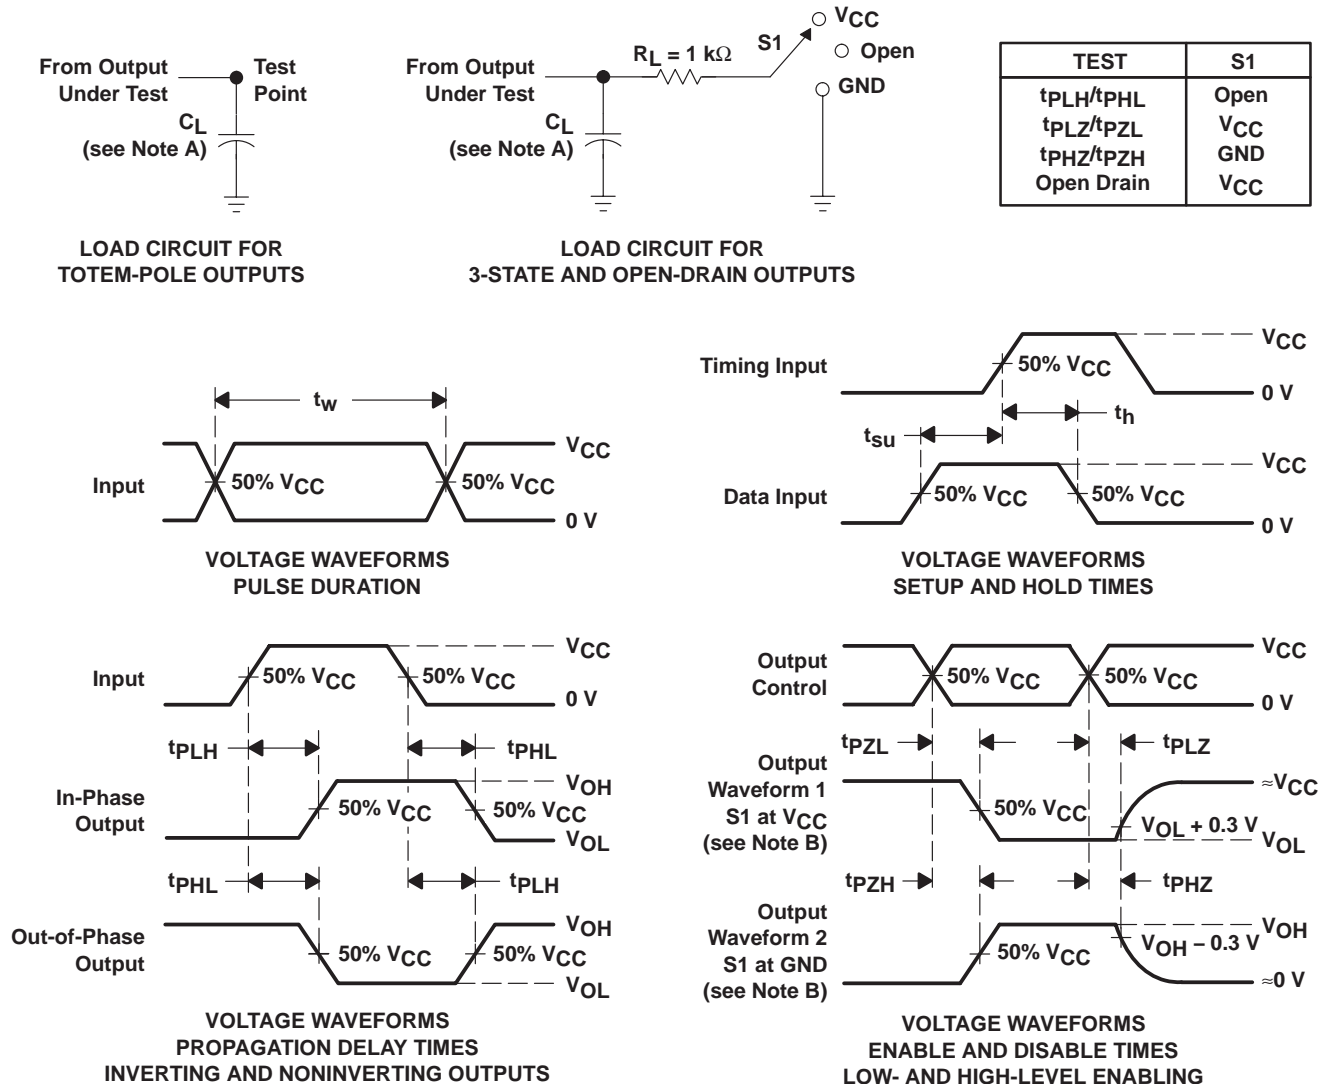 From Output
Under Test
Test
Point
CL
(see Note A)
LOAD CIRCUIT FOR
TOTEM-POLE OUTPUTS
From Output
Under Test
RL = 1 kΩ
S1
VCC
Open
GND
CL
(see Note A)
LOAD CIRCUIT FOR
3-STATE AND OPEN-DRAIN OUTPUTS
TEST S1
tPLH/tPHL Open
tPLZ/tPZL VCC
tPHZ/tPZH GND
Open Drain VCC
tw
Input
50% VCC
50% VCC
VCC
0 V
VOLTAGE WAVEFORMS
PULSE DURATION
Timing Input
50% VCC
VCC
0 V
tsu
th
Data Input
50% VCC
50% VCC
VCC
0 V
VOLTAGE WAVEFORMS
SETUP AND HOLD TIMES
Input
50% VCC
50% VCC
VCC
0 V
tPLH
tPHL
In-Phase
Output
50% VCC
50% VCC
VOH
VOL
tPHL
tPLH
Out-of-Phase
Output
50% VCC
50% VCC
VOH
VOL
VOLTAGE WAVEFORMS
PROPAGATION DELAY TIMES
INVERTING AND NONINVERTING OUTPUTS
Output
Control
50% VCC
50% VCC
VCC
0 V
tPZL
tPLZ
Output
Waveform 1
S1 at VCC
(see Note B)
50% VCC
VOL + 0.3 V
≈VCC
VOL
tPZH
tPHZ
Output
Waveform 2
S1 at GND
(see Note B)
50% VCC
VOH − 0.3 V
VOH
≈0 V
VOLTAGE WAVEFORMS
ENABLE AND DISABLE TIMES
LOW- AND HIGH-LEVEL ENABLING